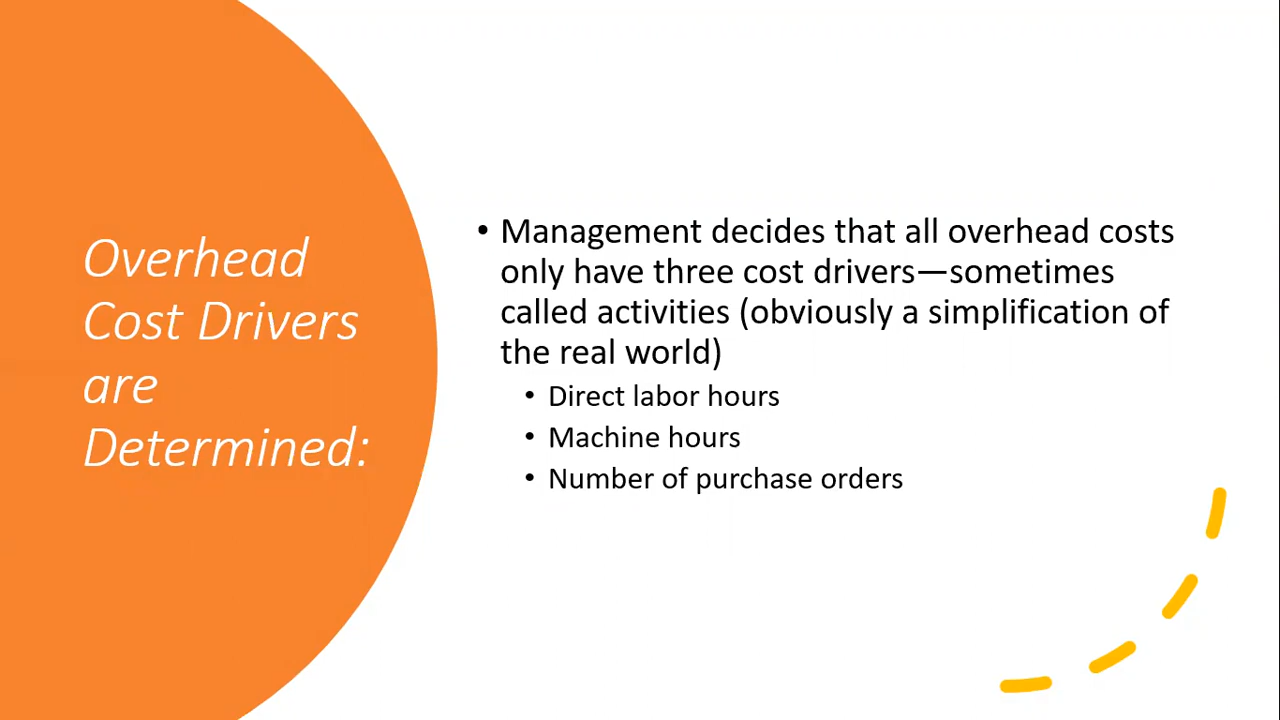 Overhead
Cost Drivers
are
Determined:
• Management decides that all overhead costs
only have three cost drivers—sometimes
called activities (obviously a simplification of
the real world)
• Direct labor hours
• Machine hours
• Number of purchase orders